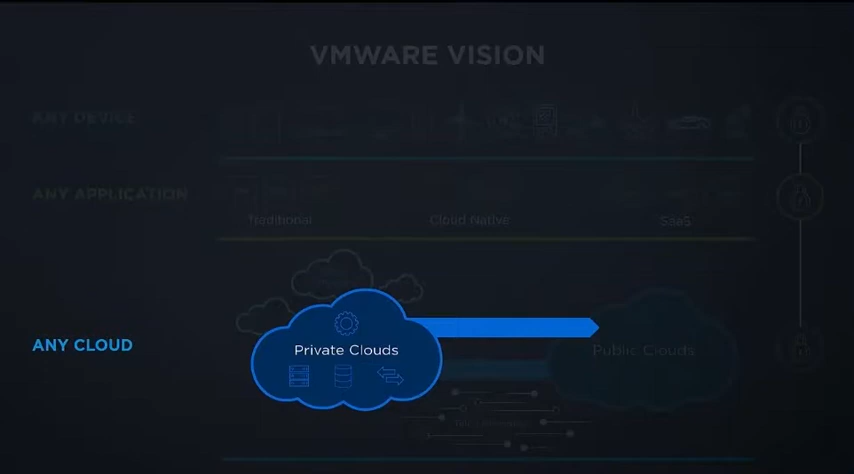 VMWARE VISION
ANY DEVICE
ANY APPLICATION
Traditional
Cloud Native
SaaS
ANY CLOUD
Private Clouds
Public Clouds